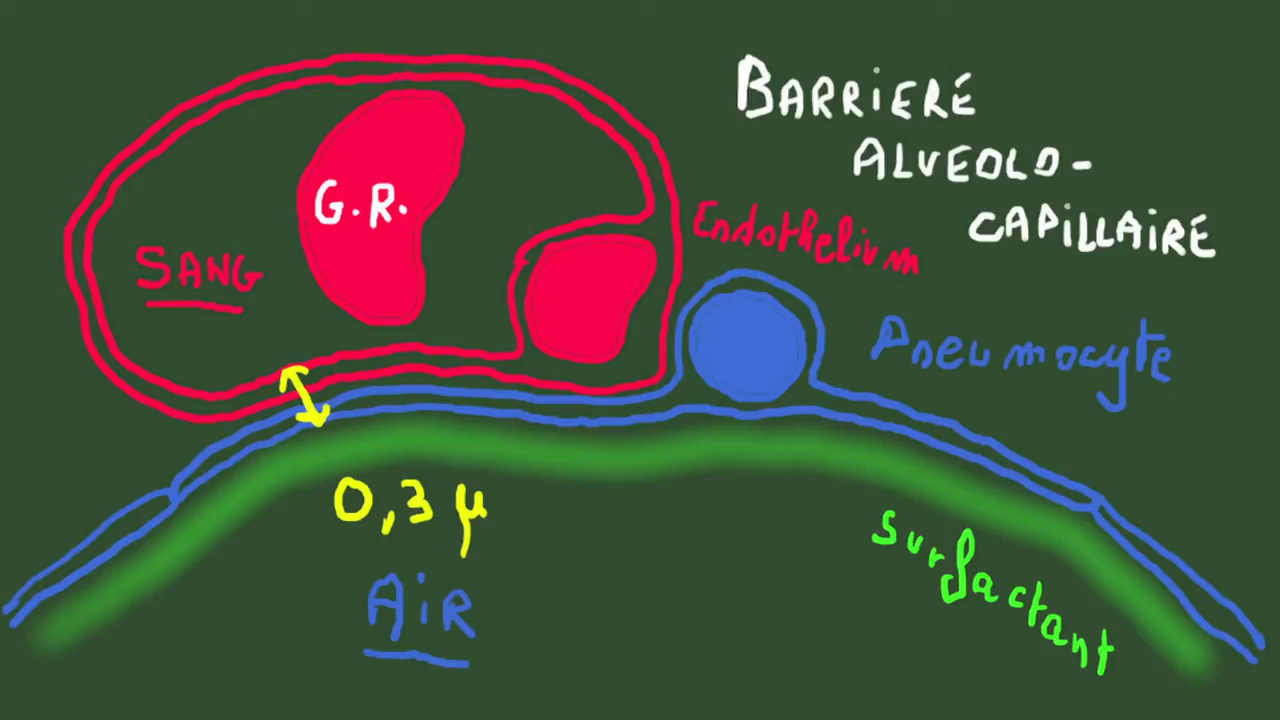 BARRIERE
ALVEOLO-
CAPILLAIRE
G.R.
SANG
Endothelium
Pneumocyte
0,3 µ
AiR
surfactant